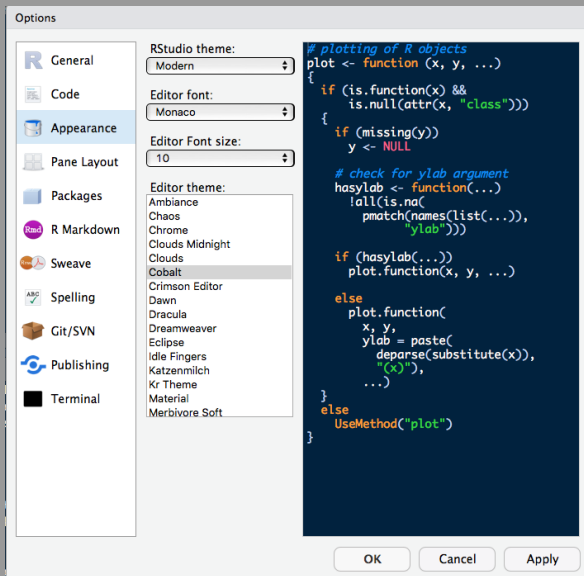 Options
General
Code
Appearance
Pane Layout
Packages
Rmd R Markdown
Sweave
ABC Spelling
Git/SVN
Publishing
Terminal
RStudio theme:
Modern
Editor font:
Monaco
Editor Font size:
10
Editor theme:
Ambiance
Chaos
Chrome
Clouds Midnight
Clouds
Cobalt
Crimson Editor
Dawn
Dracula
Dreamweaver
Eclipse
Idle Fingers
Katzenmilch
Kr Theme
Material
Merbivore Soft
# plotting of R objects
plot <- function (x, y, ...)
{
  if (is.function(x) &&
      is.null(attr(x, "class")))
  {
    if (missing(y))
      y <- NULL

    # check for ylab argument
    hasylab <- function(...)
      !all(is.na(
        pmatch(names(list(...)),
              "ylab")))

    if (hasylab(...))
      plot.function(x, y, ...)

    else
      plot.function(
        x, y,
        ylab = paste(
          deparse(substitute(x)),
          "(x)"),
        ...)
  }
  else
    UseMethod("plot")
}
OK
Cancel
Apply